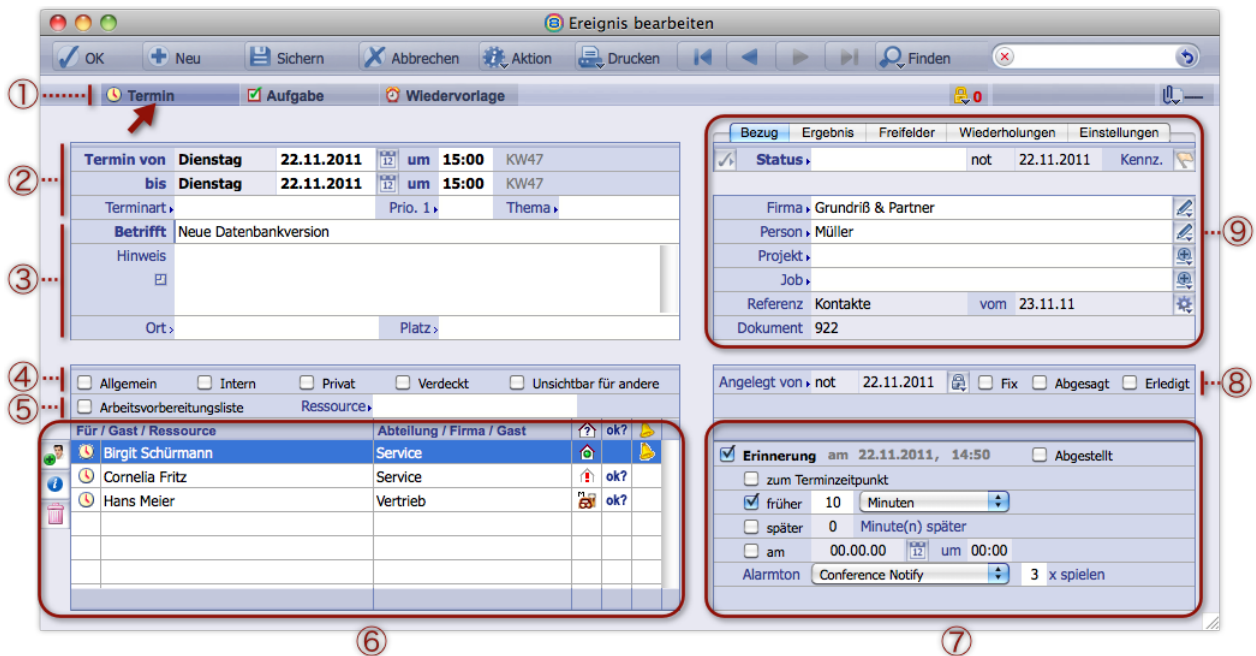 Ereignis bearbeiten
OK Neu Sichern Abbrechen Aktion Drucken Finden
① Termin Aufgabe Wiedervorlage 0
Bezug Ergebnis Freifelder Wiederholungen Einstellungen
② Termin von Dienstag 22.11.2011 12 um 15:00 KW47
bis Dienstag 22.11.2011 12 um 15:00 KW47
Terminart Prio. 1 Thema
③ Betrifft Neue Datenbankversion
Hinweis
Ort Platz
Status not 22.11.2011 Kennz.
Firma Grundriß & Partner
Person Müller
⑨
Projekt
Job
Referenz Kontakte vom 23.11.11
Dokument 922
④ Allgemein Intern Privat Verdeckt Unsichtbar für andere
⑤ Arbeitsvorbereitungsliste Ressource
Angelegt von not 22.11.2011 Fix Abgesagt Erledigt ⑧
Für / Gast / Ressource Abteilung / Firma / Gast ? ok?
Birgit Schürmann Service
Cornelia Fritz Service ! ok?
Hans Meier Vertrieb ok?
Erinnerung am 22.11.2011, 14:50 Abgestellt
zum Terminzeitpunkt
früher 10 Minuten
später 0 Minute(n) später
am 00.00.00 12 um 00:00
Alarmton Conference Notify 3 x spielen
⑥ ⑦